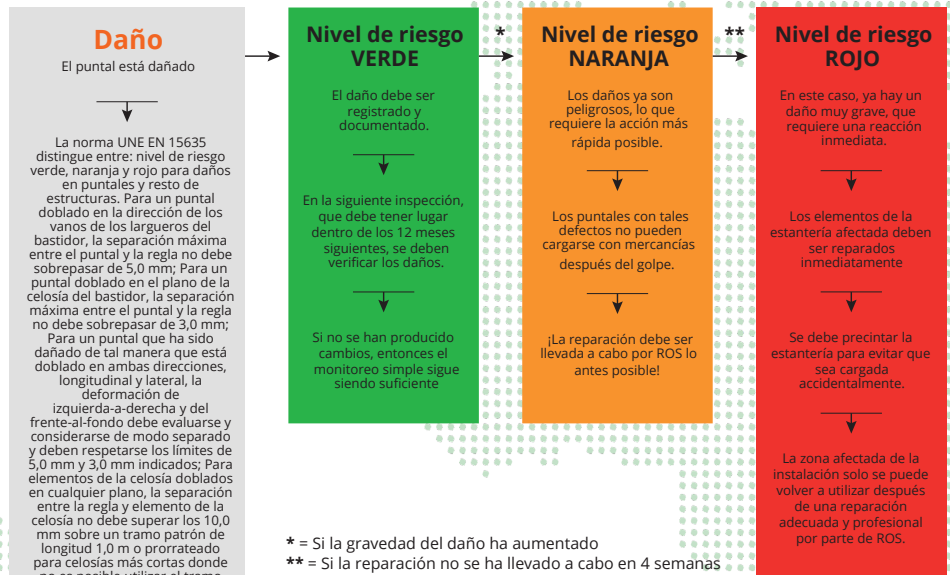 Daño
El puntal está dañado
La norma UNE EN 15635
distingue entre: nivel de riesgo
verde, naranja y rojo para daños
en puntales y resto de
estructuras. Para un puntal
doblado en la dirección de los
vanos de los largueros del
bastidor, la separación máxima
entre el puntal y la regla no debe
sobrepasar de 5,0 mm; Para un
puntal doblado en el plano de la
celosía del bastidor, la separación
máxima entre el puntal y la regla
no debe sobrepasar de 3,0 mm;
Para un puntal que ha sido
dañado de tal manera que está
doblado en ambas direcciones,
longitudinal y lateral, la
deformación de
izquierda-a-derecha y del
frente-al-fondo debe evaluarse y
considerarse de modo separado
y deben respetarse los límites de
5,0 mm y 3,0 mm indicados; Para
elementos de la celosía doblados
en cualquier plano, la separación
entre la regla y elemento de la
celosía no debe superar los 10,0
mm sobre un tramo patrón de
longitud 1,0 m o prorrateado
para celosías más cortas donde
no es posible utilizar el tramo
Nivel de riesgo
VERDE
El daño debe ser
registrado y
documentado.
En la siguiente inspección,
que debe tener lugar
dentro de los 12 meses
siguientes, se deben
verificar los daños.
Si no se han producido
cambios, entonces el
monitoreo simple sigue
siendo suficiente
*
Nivel de riesgo
NARANJA
Los daños ya son
peligrosos, lo que
requiere la acción más
rápida posible.
Los puntales con tales
defectos no pueden
cargarse con mercancías
después del golpe.
¡La reparación debe ser
llevada a cabo por ROS lo
antes posible!
**
Nivel de riesgo
ROJO
En este caso, ya hay un
daño muy grave, que
requiere una reacción
inmediata.
Los elementos de la
estantería afectada deben
ser reparados
inmediatamente
Se debe precintar la
estantería para evitar que
sea cargada
accidentalmente.
La zona afectada de la
instalación solo se puede
volver a utilizar después
de una reparación
adecuada y profesional
por parte de ROS.
* = Si la gravedad del daño ha aumentado
** = Si la reparación no se ha llevado a cabo en 4 semanas